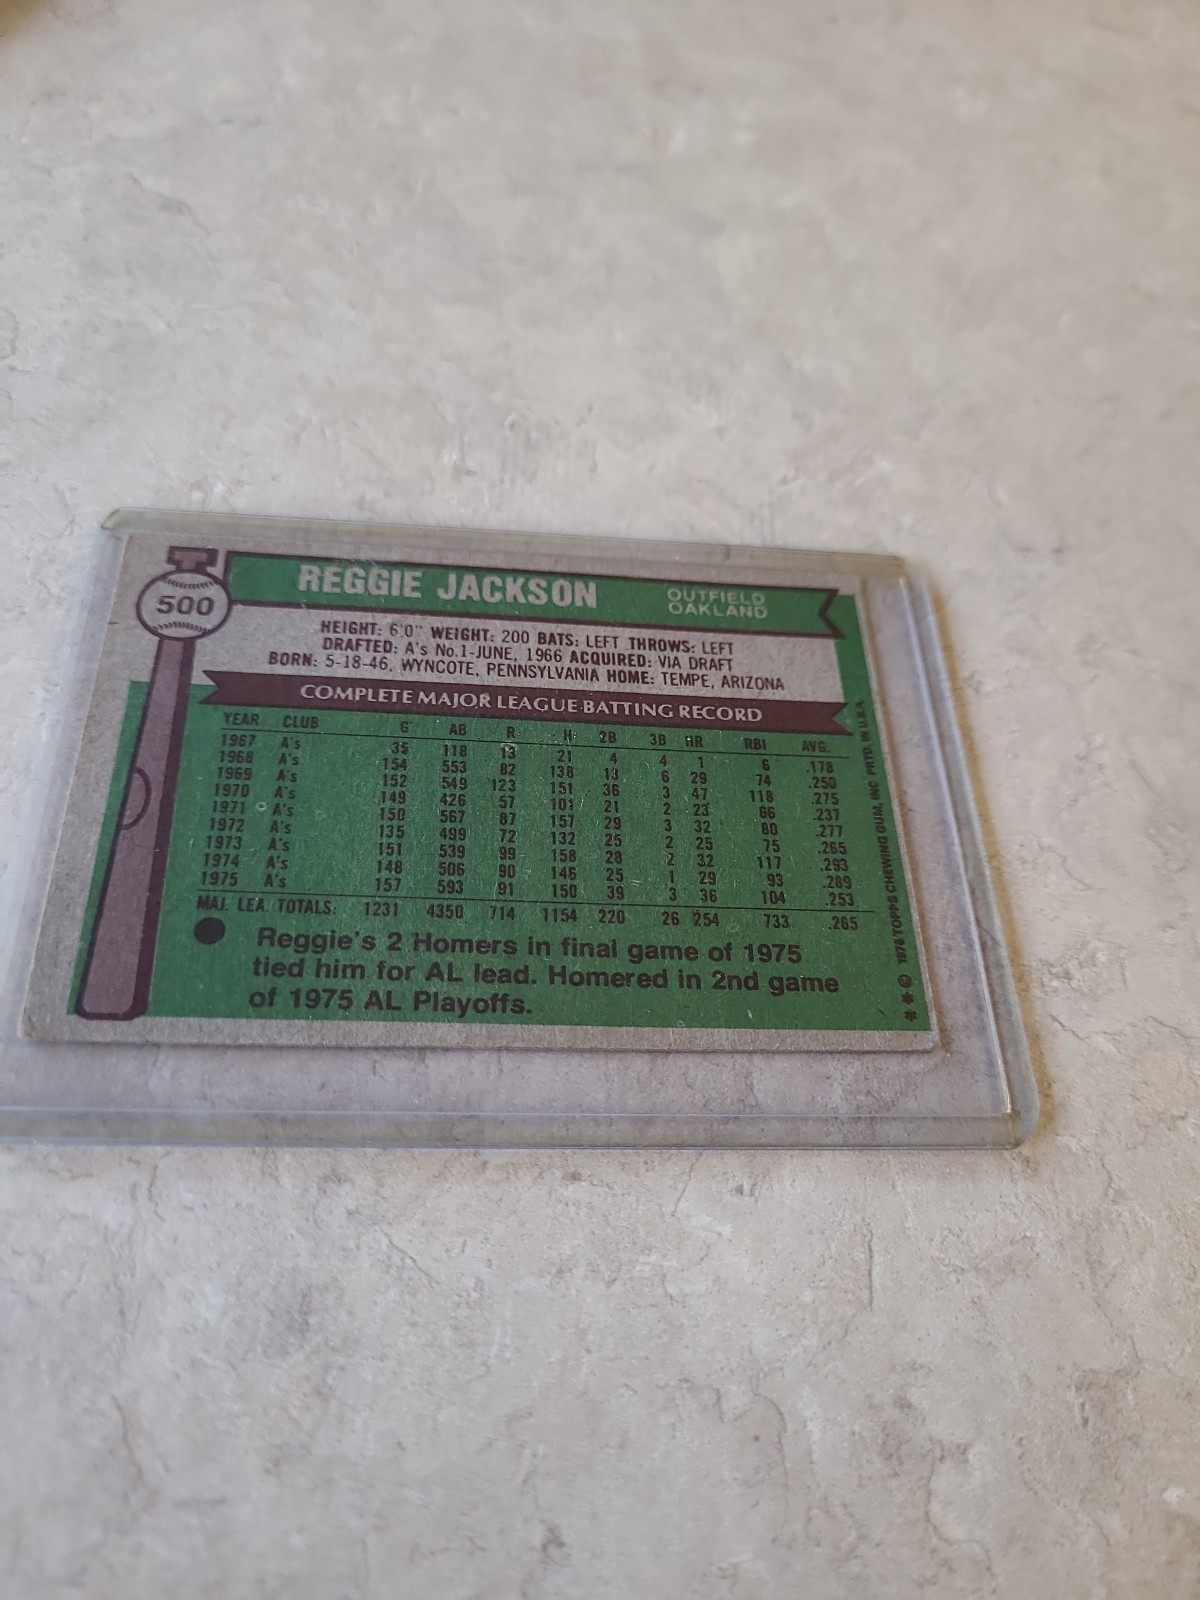 500
REGGIE JACKSON
OUTFIELD
OAKLAND
HEIGHT: 6'0" WEIGHT: 200 BATS: LEFT THROWS: LEFT
DRAFTED: A's No.1-JUNE, 1966 ACQUIRED: VIA DRAFT
BORN: 5-18-46, WYNCOTE, PENNSYLVANIA HOME: TEMPE, ARIZONA
COMPLETE MAJOR LEAGUE BATTING RECORD
YEAR CLUB G AB R H 2B 3B HR RBI AVG.
1967 A's 35 118 13 21 4 4 1 6 .178
1968 A's 154 553 82 138 13 6 29 74 .250
1969 A's 152 549 123 151 36 3 47 118 .275
1970 A's 149 426 57 101 21 2 23 66 .237
1971 A's 150 567 87 157 29 3 32 80 .277
1972 A's 135 499 72 132 25 2 25 75 .265
1973 A's 151 539 99 158 28 2 32 117 .293
1974 A's 148 506 90 146 25 1 29 93 .289
1975 A's 157 593 91 150 39 3 36 104 .253
MAJ. LEA. TOTALS: 1231 4350 714 1154 220 26 254 733 .265
Reggie's 2 Homers in final game of 1975
tied him for AL lead. Homered in 2nd game
of 1975 AL Playoffs.
** © 1976 TOPPS CHEWING GUM, INC PRTD. IN U.S.A.